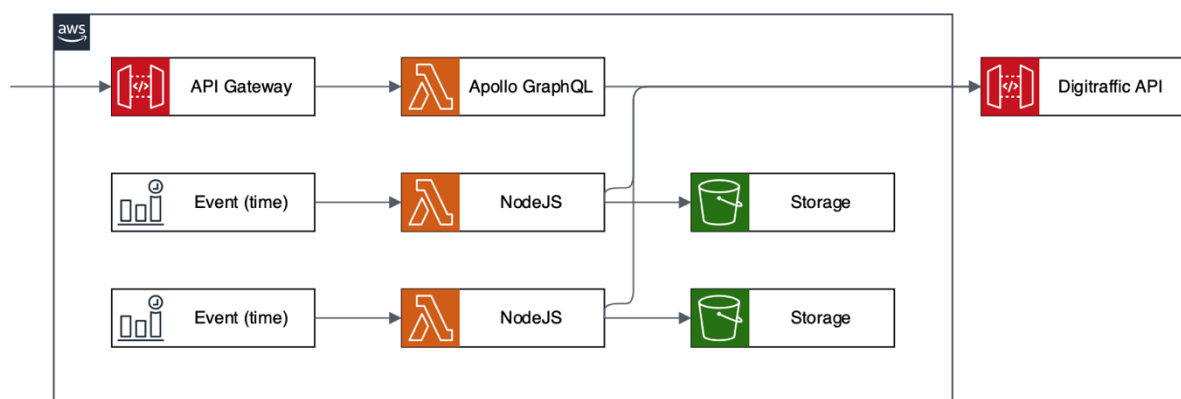 aws
API Gateway
Apollo GraphQL
Digitraffic API
Event (time)
NodeJS
Storage
Event (time)
NodeJS
Storage